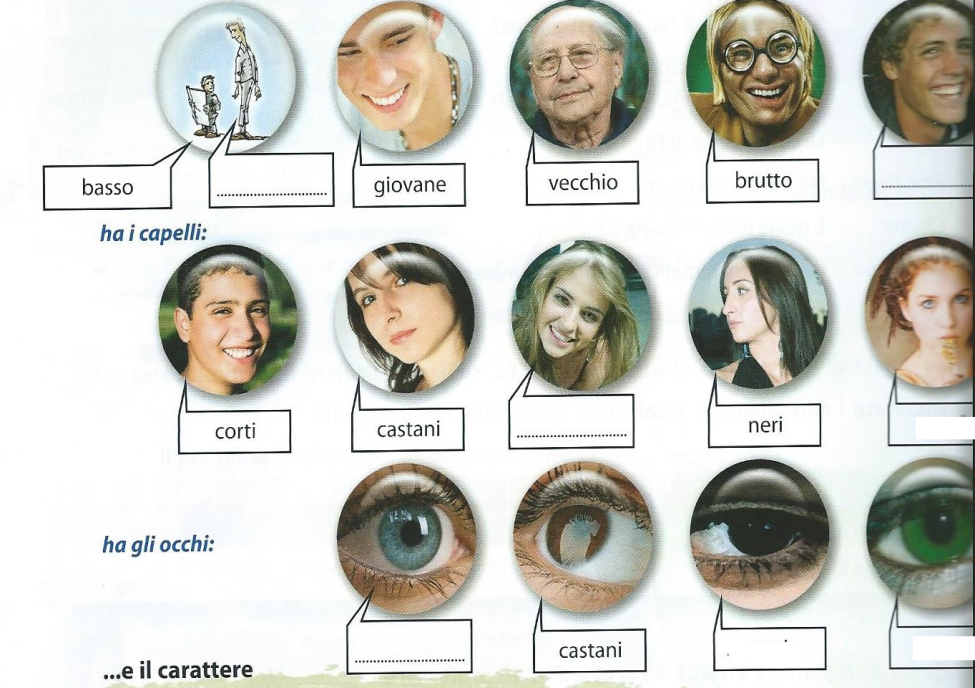 basso
..............................
giovane
vecchio
brutto
........................
ha i capelli:
corti
castani
..............................
neri
ha gli occhi:
..............................
castani
...e il carattere